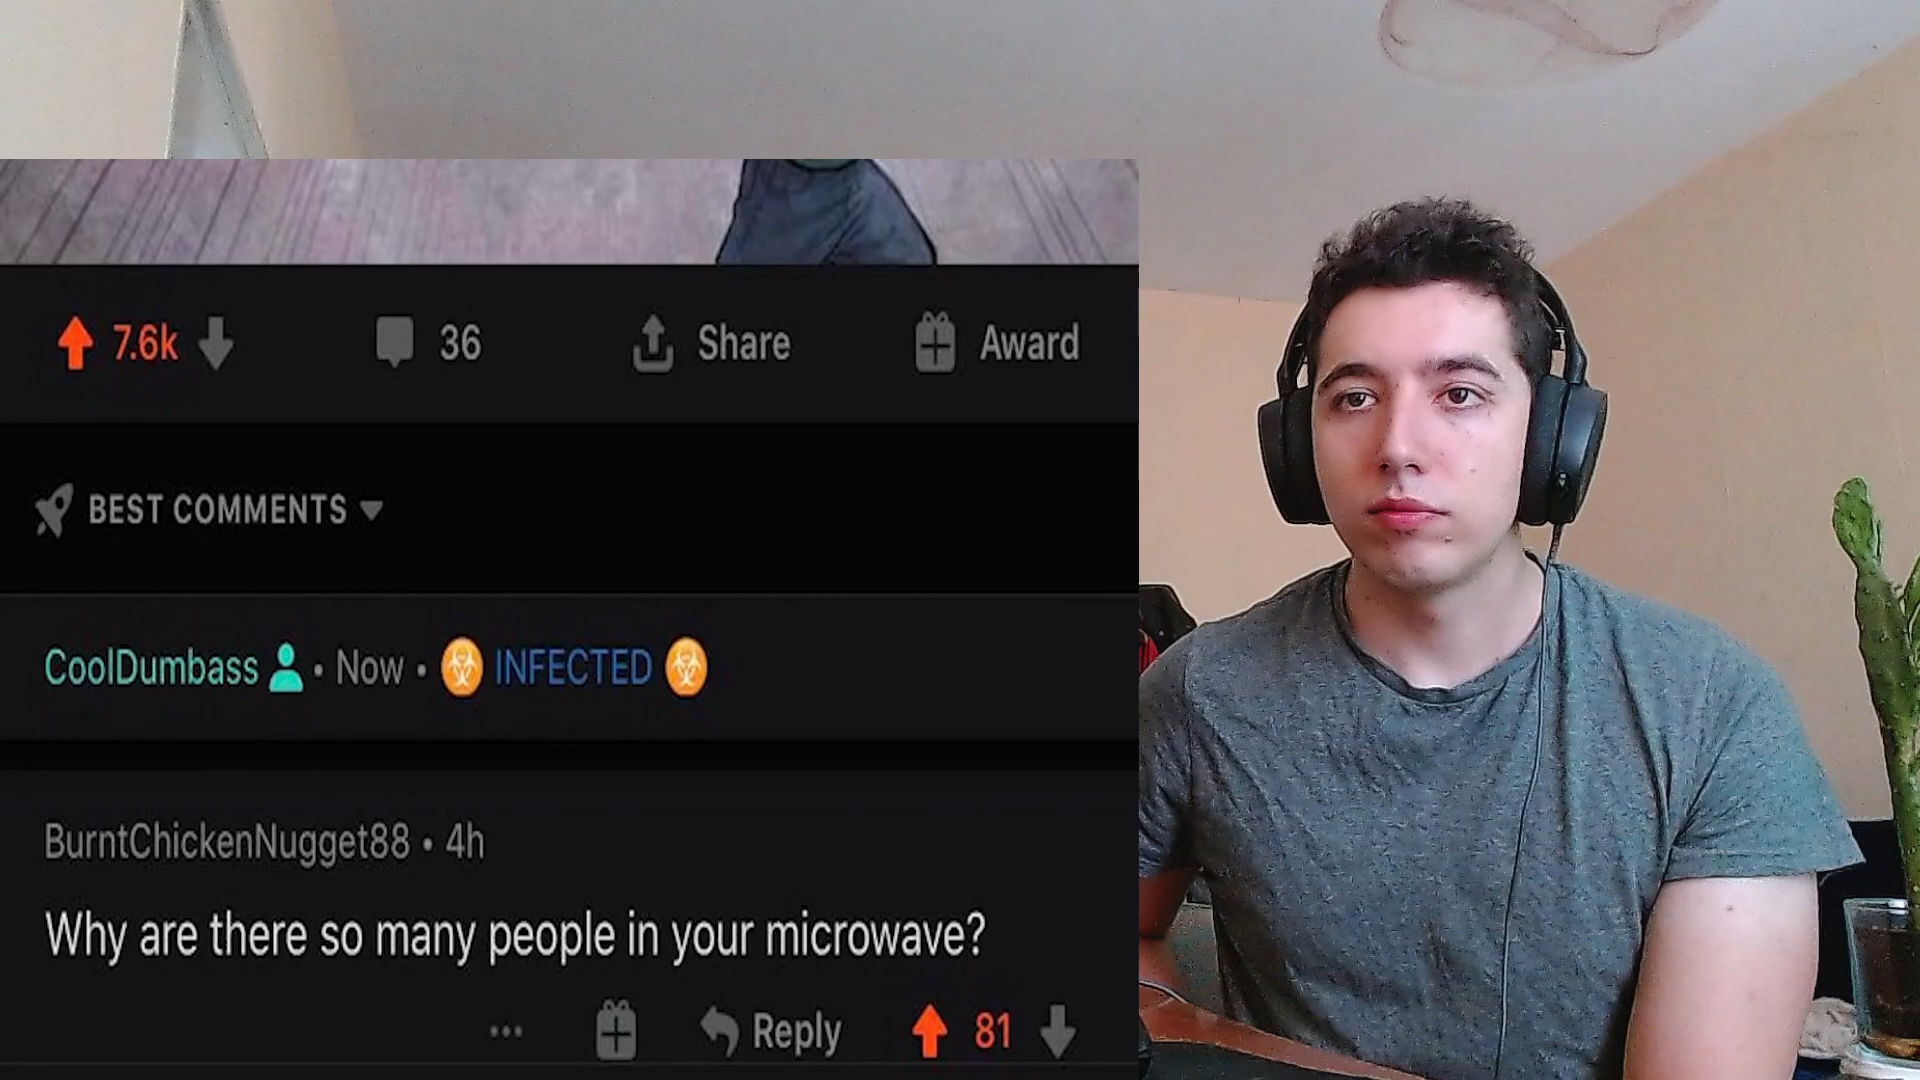 7.6k 36 Share Award
BEST COMMENTS
CoolDumbass • Now • INFECTED
BurntChickenNugget88 • 4h
Why are there so many people in your microwave?
... Reply 81